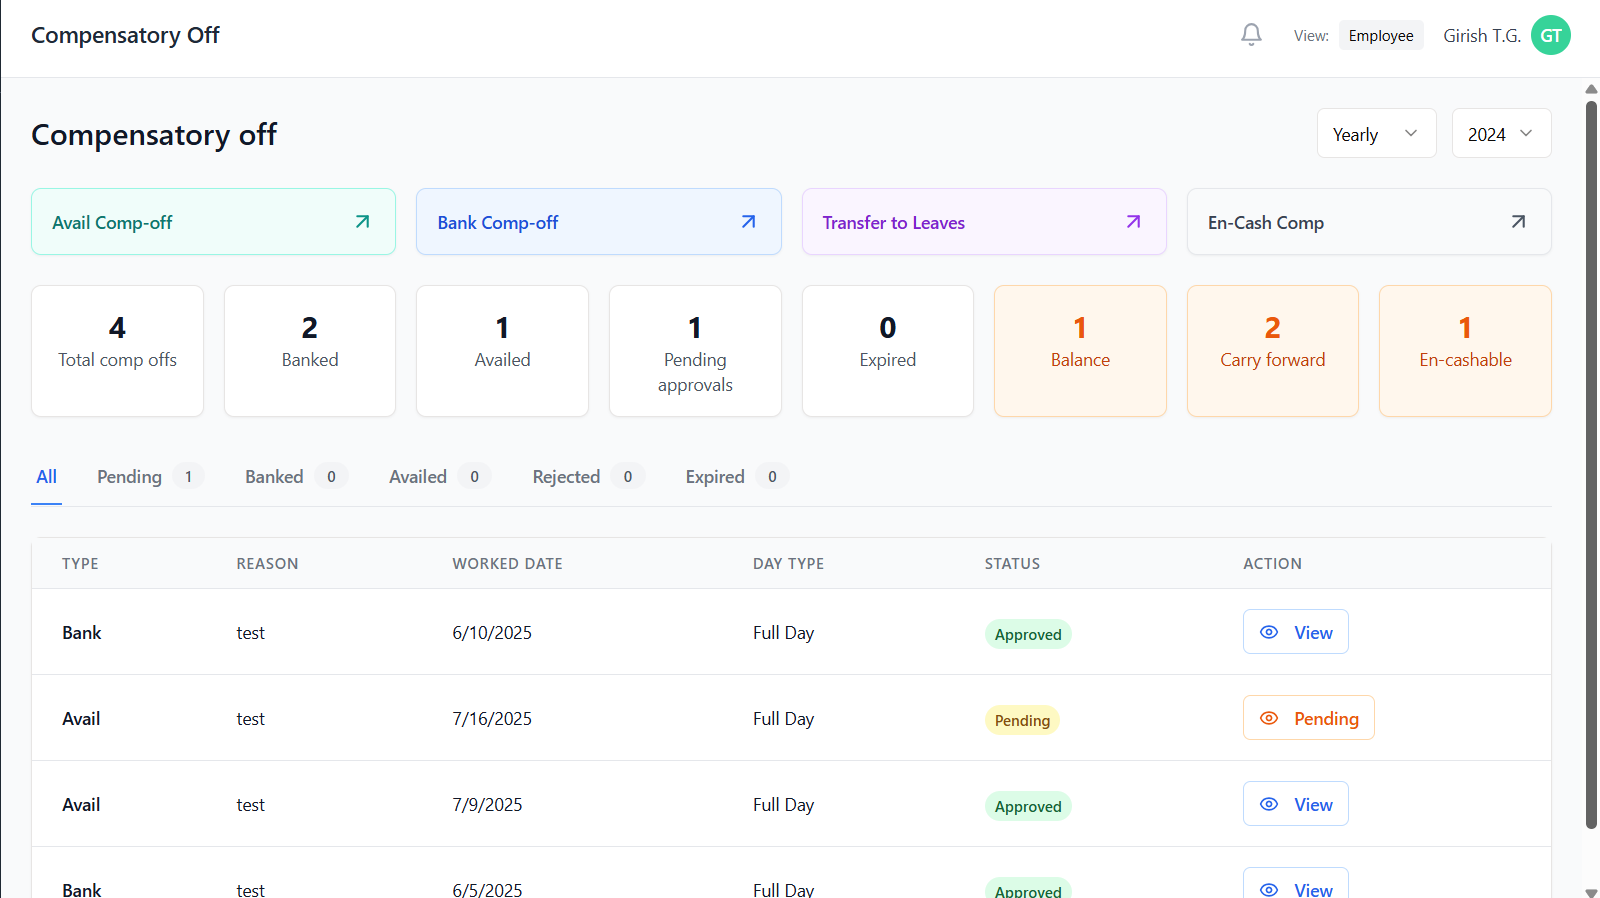 Compensatory Off
View: Employee Girish T.G. GT
Compensatory off
Yearly 2024
Avail Comp-off
Bank Comp-off
Transfer to Leaves
En-Cash Comp
4
Total comp offs
2
Banked
1
Availed
1
Pending
approvals
0
Expired
1
Balance
2
Carry forward
1
En-cashable
All Pending 1 Banked 0 Availed 0 Rejected 0 Expired 0
TYPE REASON WORKED DATE DAY TYPE STATUS ACTION
Bank test 6/10/2025 Full Day Approved View
Avail test 7/16/2025 Full Day Pending Pending
Avail test 7/9/2025 Full Day Approved View
Bank test 6/5/2025 Full Day Approved View